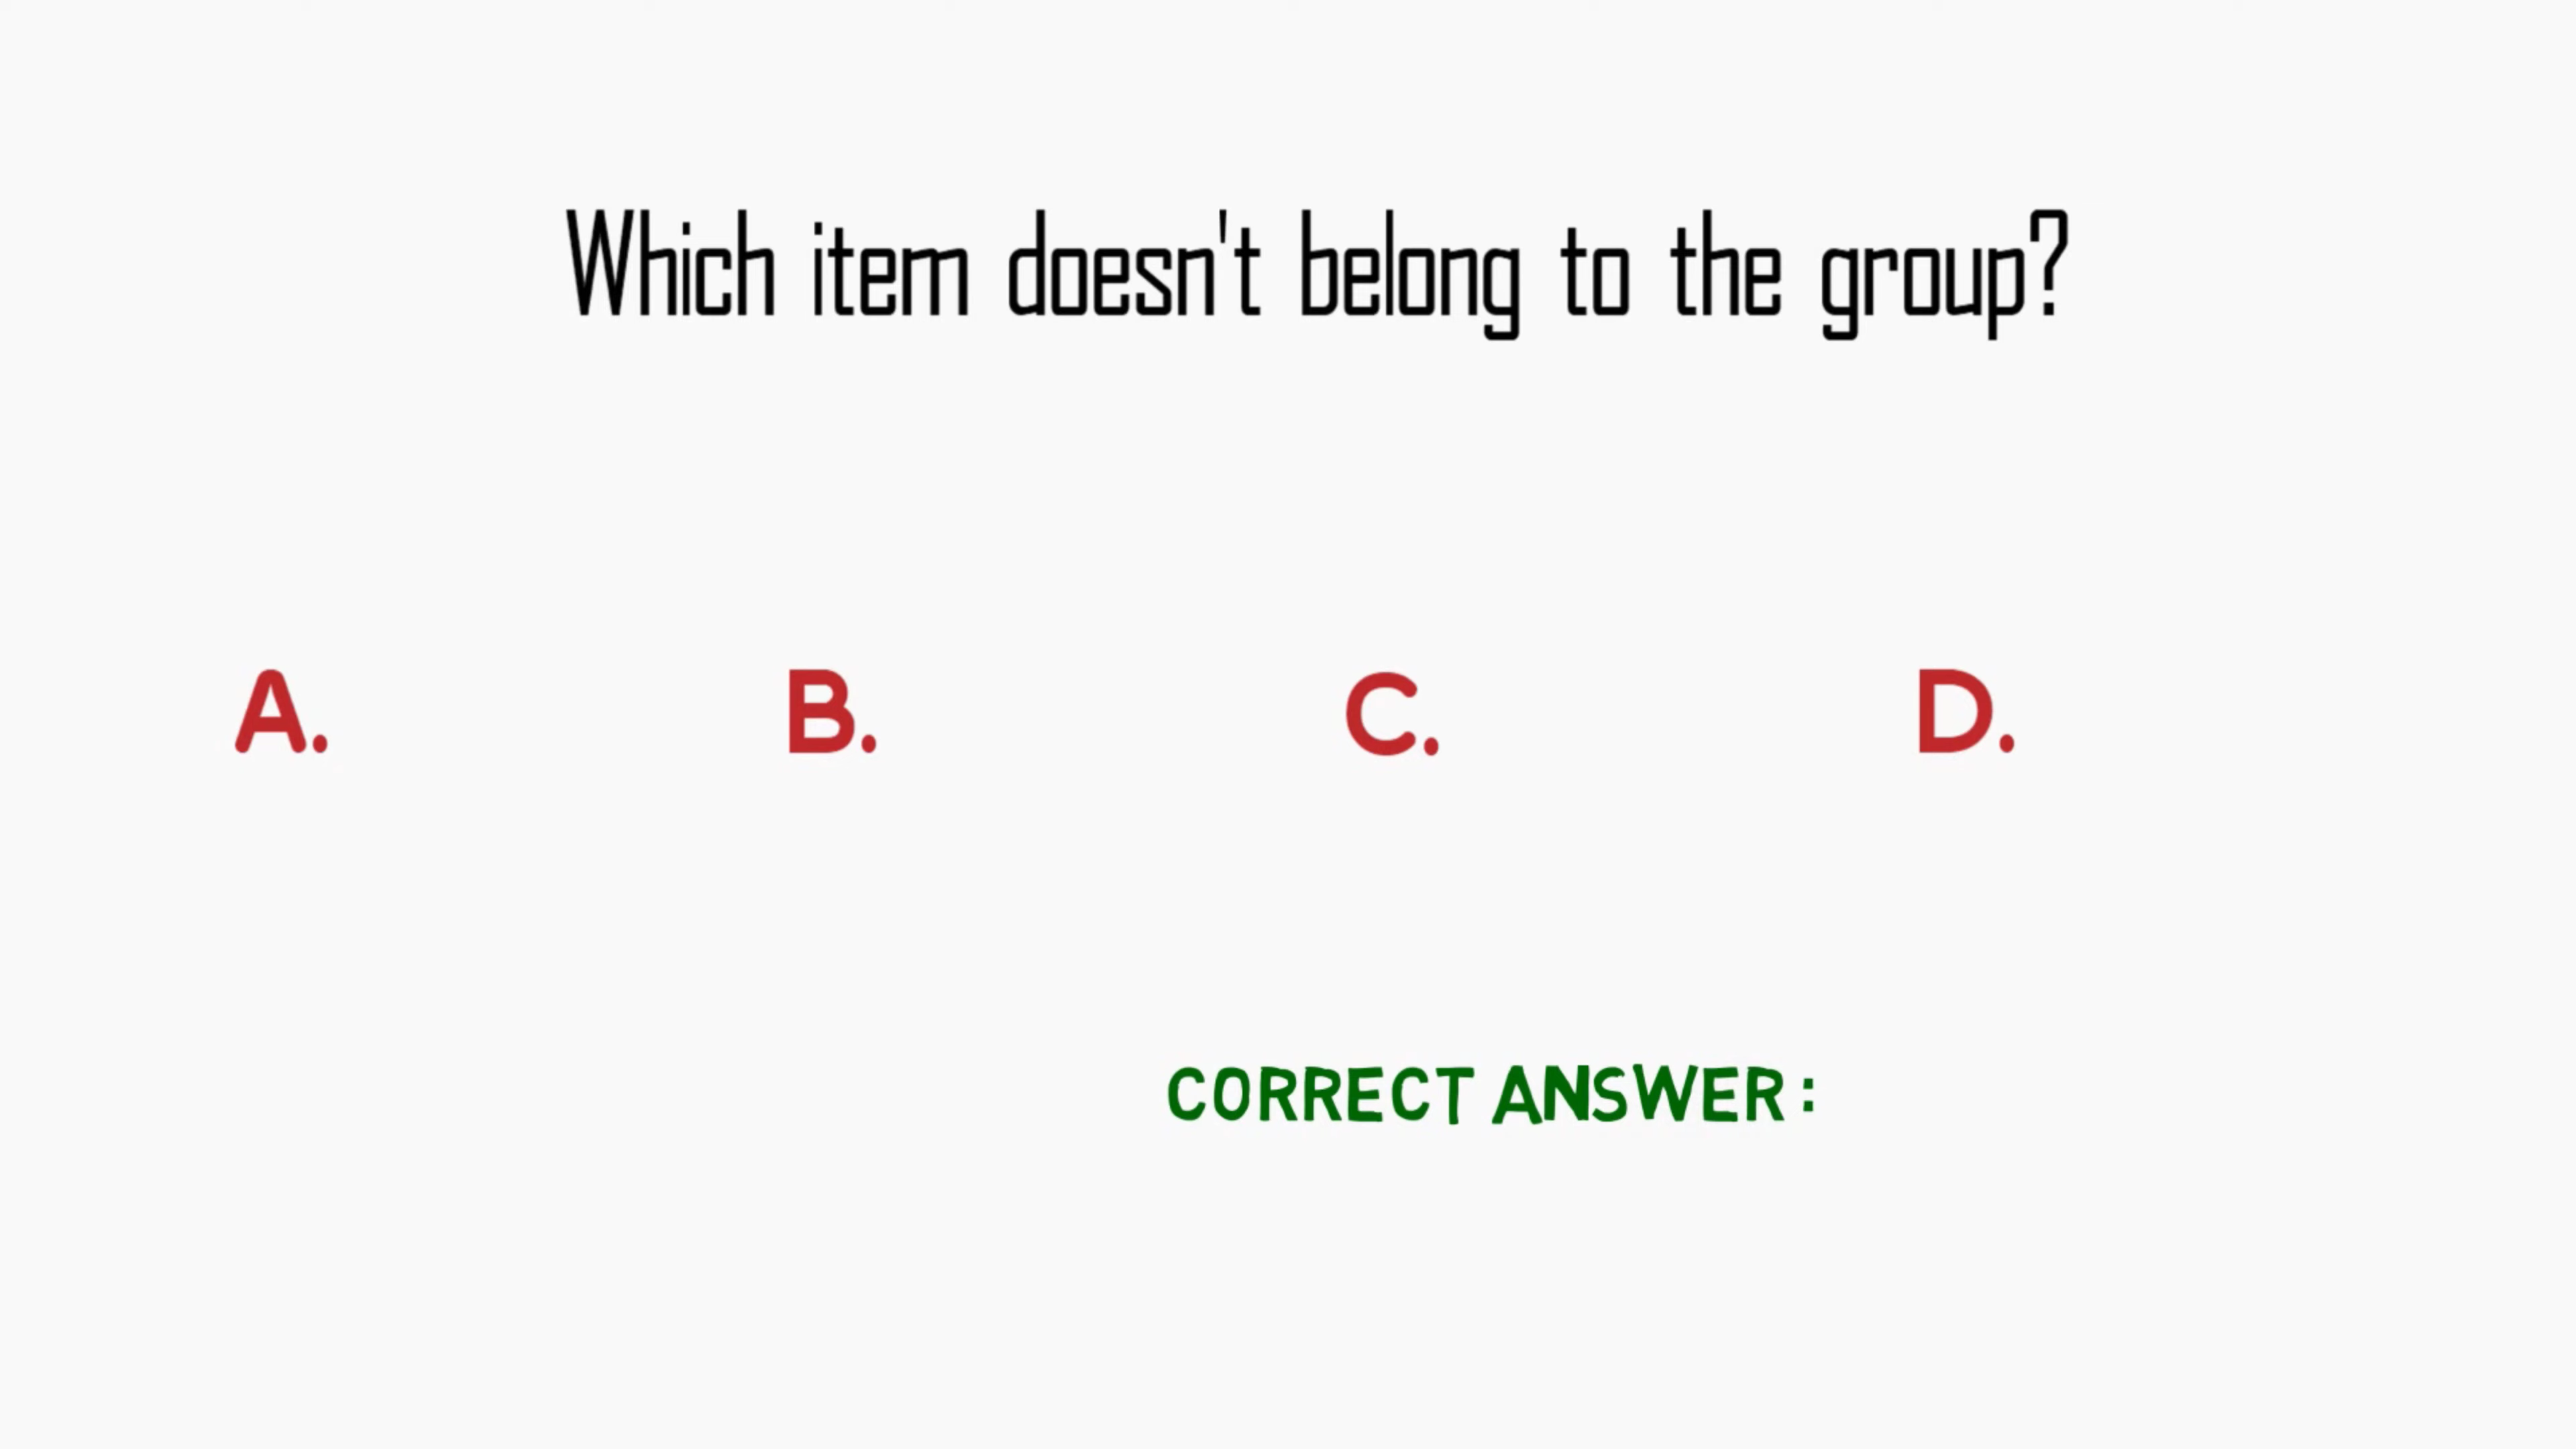 Which item doesn't belong to the group?
A. B. C. D.
CORRECT ANSWER :